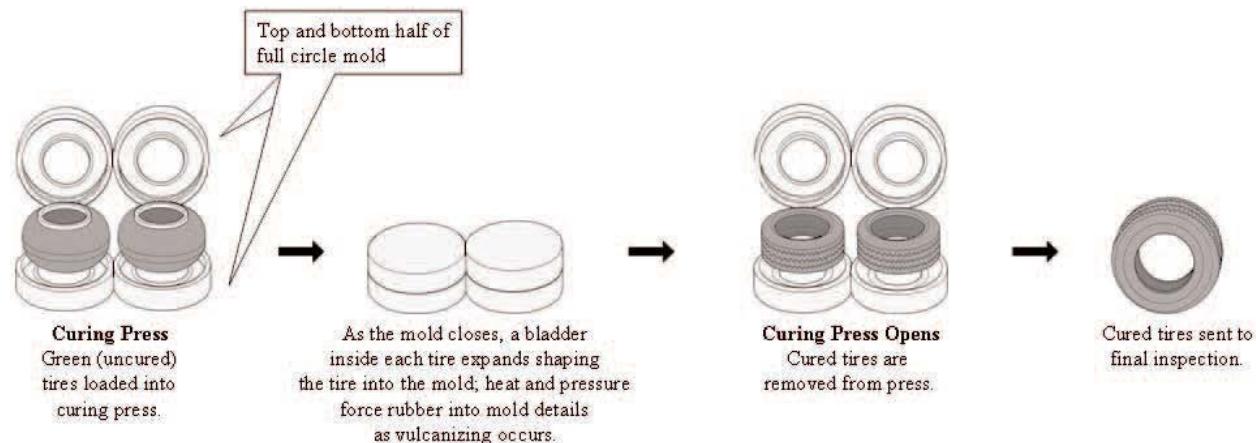 Top and bottom half of
full circle mold
Curing Press
Green (uncured)
tires loaded into
curing press.
As the mold closes, a bladder
inside each tire expands shaping
the tire into the mold; heat and pressure
force rubber into mold details
as vulcanizing occurs.
Curing Press Opens
Cured tires are
removed from press.
Cured tires sent to
final inspection.